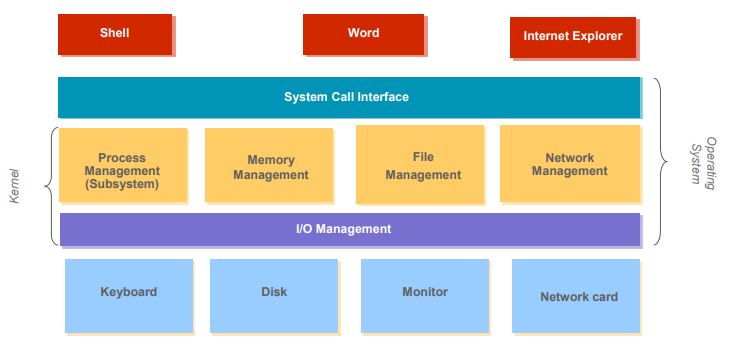 Shell
Word
Internet Explorer
System Call Interface
Process
Management
(Subsystem)
Memory
Management
File
Management
Network
Management
Kernel
Operating
System
I/O Management
Keyboard
Disk
Monitor
Network card